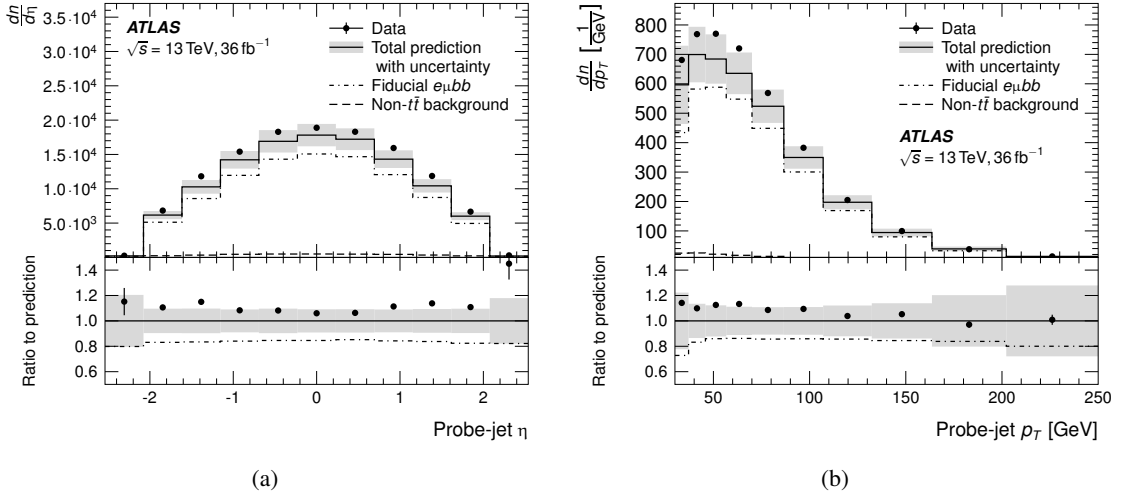 dn
dη
3.5·10⁴
3.0·10⁴
2.5·10⁴
2.0·10⁴
1.5·10⁴
1.0·10⁴
5.0·10³
ATLAS
√s = 13 TeV, 36 fb⁻¹
Data
Total prediction
with uncertainty
Fiducial eμbb
Non-tt̄ background
Ratio to prediction
1.4
1.2
1.0
0.8
0.6
-2 -1 0 1 2
Probe-jet η
(a)
dn
dp_T
[1/GeV]
800
700
600
500
400
300
200
100
Data
Total prediction
with uncertainty
Fiducial eμbb
Non-tt̄ background
ATLAS
√s = 13 TeV, 36 fb⁻¹
Ratio to prediction
1.4
1.2
1.0
0.8
0.6
50 100 150 200 250
Probe-jet p_T [GeV]
(b)